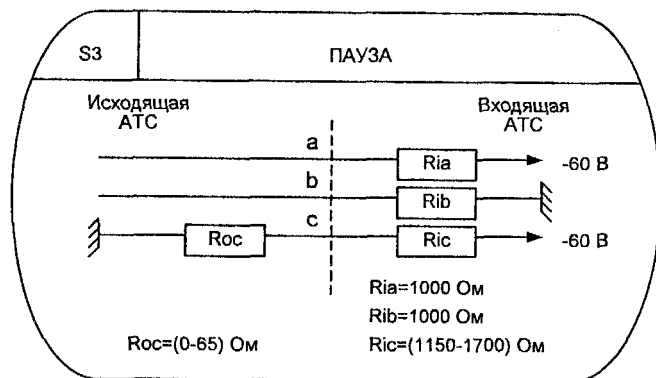 S3 ПАУЗА
Исходящая АТС
Входящая АТС
a Ria -60 В
b Rib
c Roc Ric -60 В
Ria=1000 Ом
Rib=1000 Ом
Roc=(0-65) Ом Ric=(1150-1700) Ом